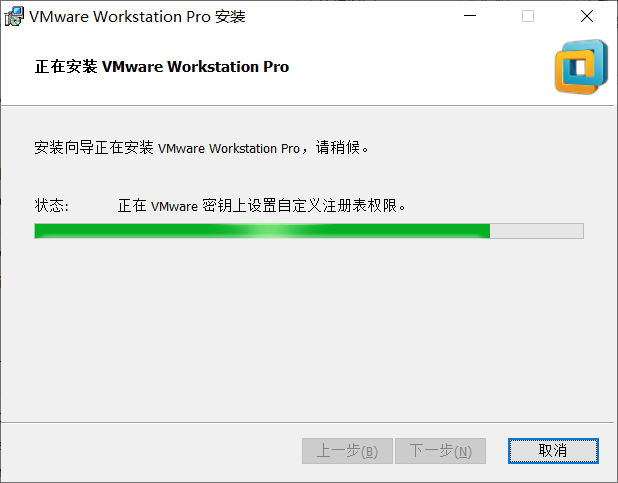 VMware Workstation Pro 安装
正在安装 VMware Workstation Pro
安装向导正在安装 VMware Workstation Pro，请稍候。
状态: 正在 VMware 密钥上设置自定义注册表权限。
上一步(B) 下一步(N) 取消